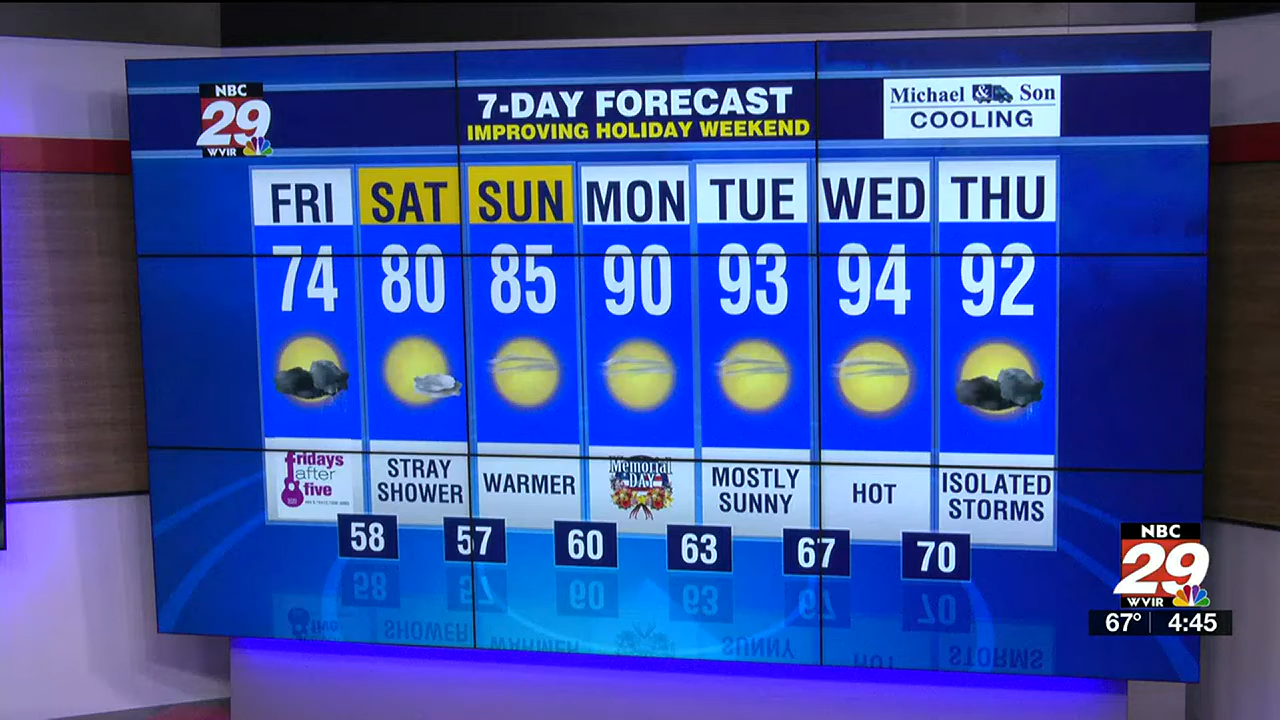 NBC
29
WVIR
7-DAY FORECAST
IMPROVING HOLIDAY WEEKEND
Michael & Son
COOLING
FRI SAT SUN MON TUE WED THU
74 80 85 90 93 94 92
fridays
after
five
STRAY
SHOWER
WARMER
Memorial
DAY
MOSTLY
SUNNY
HOT
ISOLATED
STORMS
58 57 60 63 67 70
NBC
29
WVIR
67° 4:45